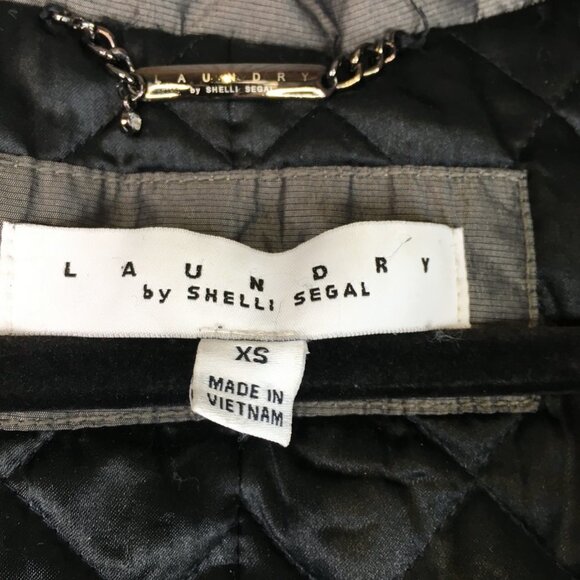 LAUNDRY
by SHELLI SEGAL
LAUNDRY
by SHELLI SEGAL
XS
MADE IN
VIETNAM